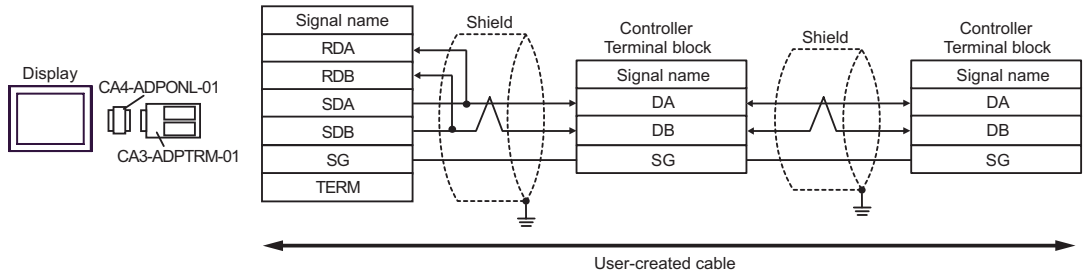 Display
CA4-ADPONL-01
CA3-ADPTRM-01
Signal name
RDA
RDB
SDA
SDB
SG
TERM
Shield
Controller
Terminal block
Signal name
DA
DB
SG
Shield
Controller
Terminal block
Signal name
DA
DB
SG
User-created cable